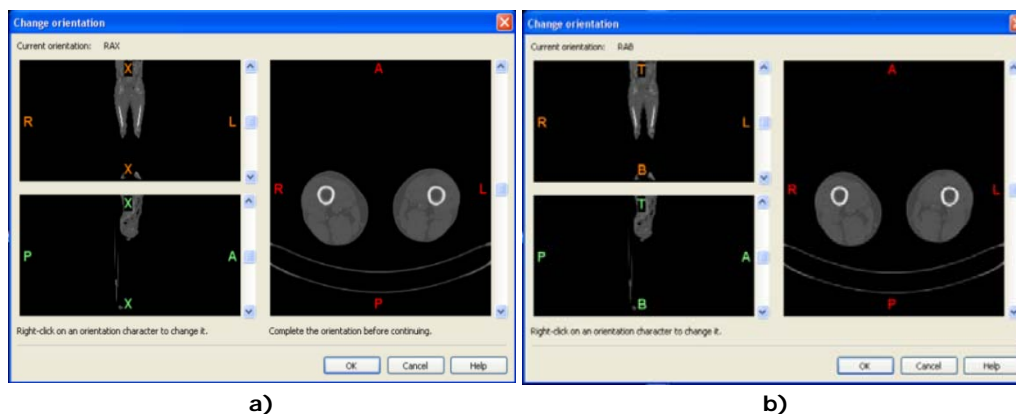 Change orientation
Current orientation: RAX
X
R L
X
X
P A
X
A
R L
P
Right-click on an orientation character to change it. Complete the orientation before continuing.
OK Cancel Help
a)
Change orientation
Current orientation: RAB
T
R L
B
T
P A
B
A
R L
P
Right-click on an orientation character to change it.
OK Cancel Help
b)